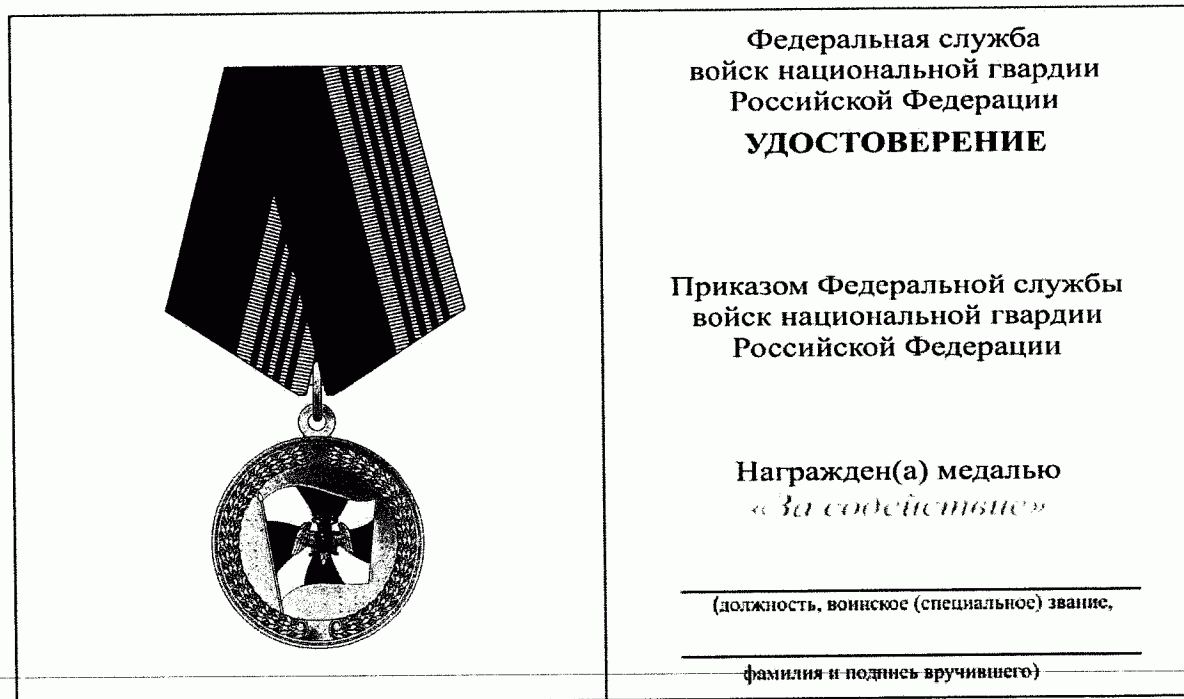 Федеральная служба
войск национальной гвардии
Российской Федерации
УДОСТОВЕРЕНИЕ
Приказом Федеральной службы
войск национальной гвардии
Российской Федерации
Награжден(а) медалью
«За содействие»
(должность, воинское (специальное) звание,
фамилия и подпись вручившего)